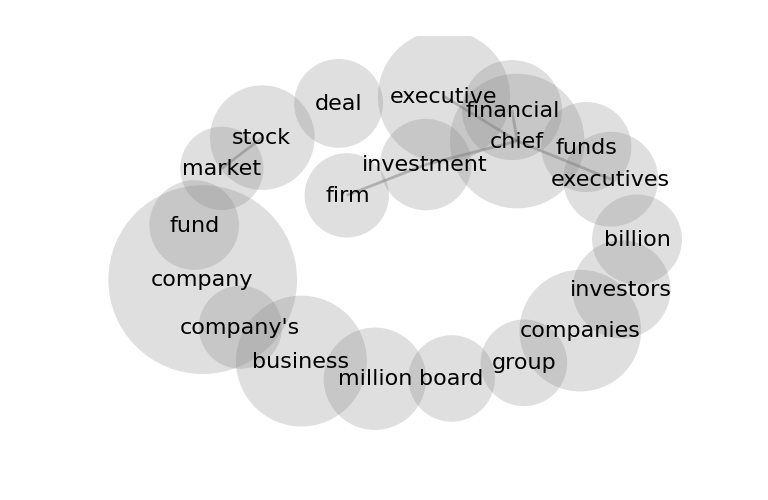 executive
deal
financial
stock
chief
funds
investment
market
executives
firm
fund
billion
company
investors
company's
companies
business
group
million
board